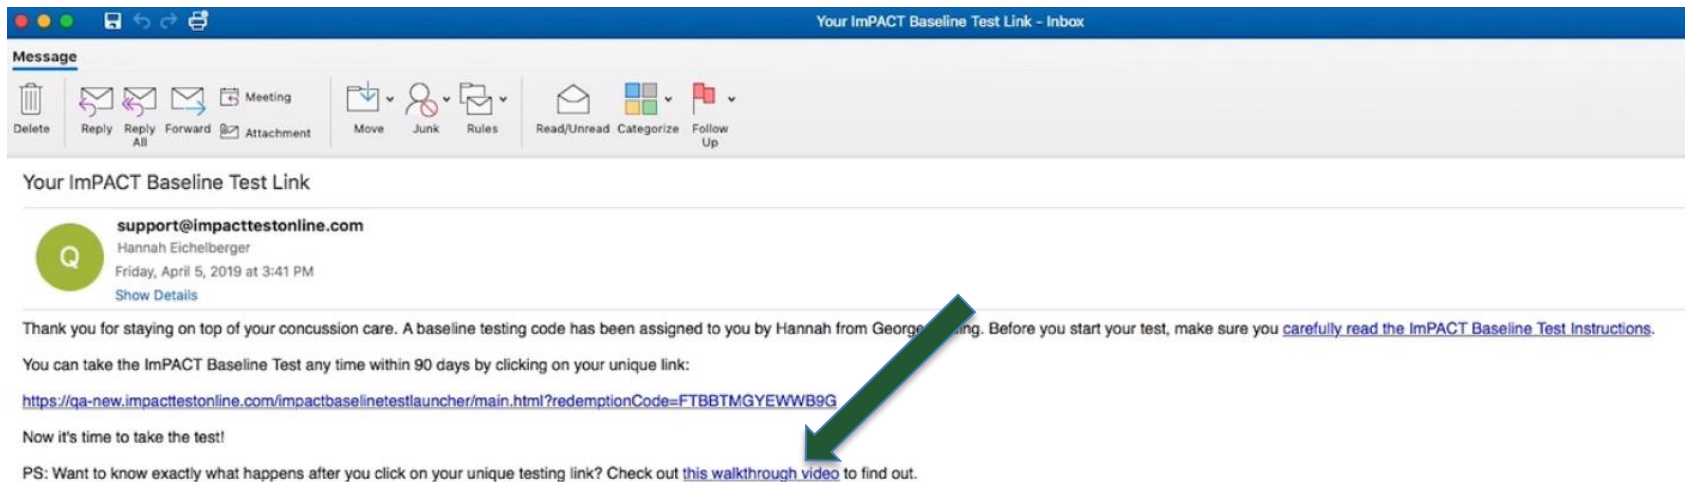 Your ImPACT Baseline Test Link - Inbox
Message
Delete
Reply
Reply All
Forward
Meeting
Attachment
Move
Junk
Rules
Read/Unread
Categorize
Follow Up
Your ImPACT Baseline Test Link
Q
support@impacttestonline.com
Hannah Eichelberger
Friday, April 5, 2019 at 3:41 PM
Show Details
Thank you for staying on top of your concussion care. A baseline testing code has been assigned to you by Hannah from George. Before you start your test, make sure you carefully read the ImPACT Baseline Test Instructions.
You can take the ImPACT Baseline Test any time within 90 days by clicking on your unique link:
https://qa-new.impacttestonline.com/impactbaselinetestlauncher/main.html?redemptionCode=FTBBTMGYEWWB9G
Now it's time to take the test!
PS: Want to know exactly what happens after you click on your unique testing link? Check out this walkthrough video to find out.